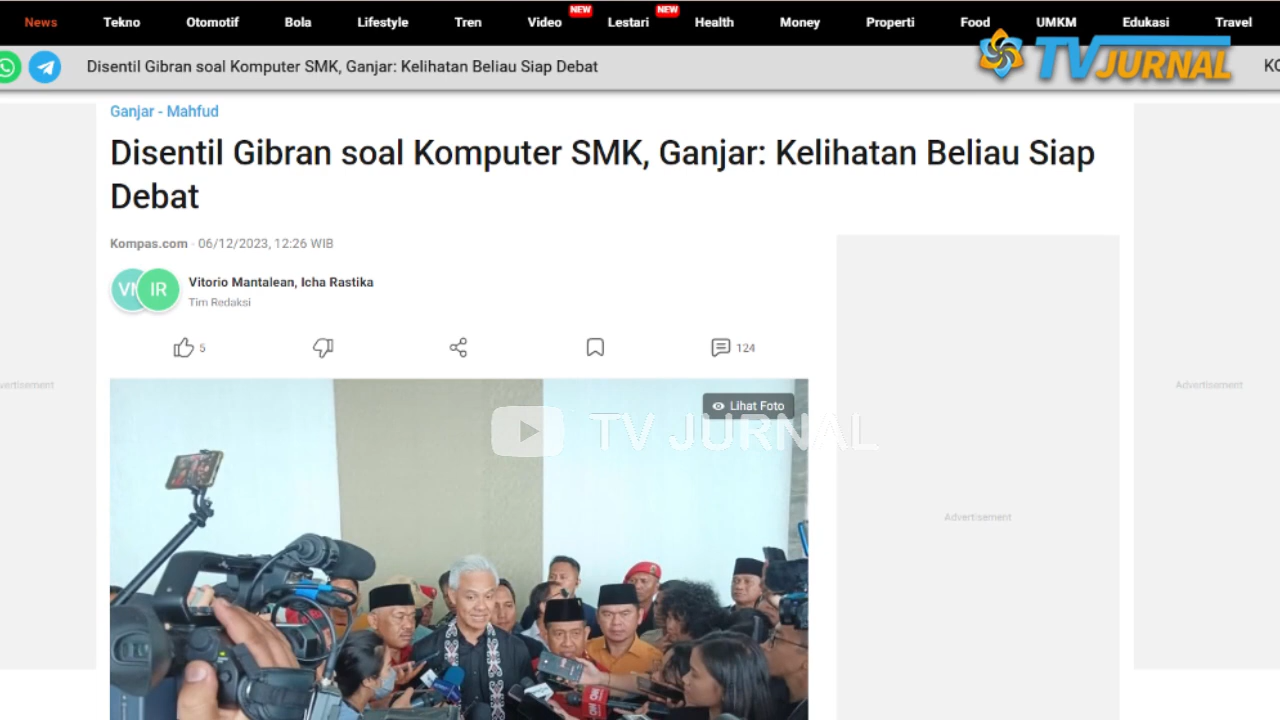 News Tekno Otomotif Bola Lifestyle Tren Video NEW Lestari NEW Health Money Properti Food UMKM Edukasi Travel
TVJURNAL
Disentil Gibran soal Komputer SMK, Ganjar: Kelihatan Beliau Siap Debat
Ganjar - Mahfud
Disentil Gibran soal Komputer SMK, Ganjar: Kelihatan Beliau Siap
Debat
Kompas.com - 06/12/2023, 12:26 WIB
IR
Vitorio Mantalean, Icha Rastika
Tim Redaksi
5
124
Advertisement
Lihat Foto
TV JURNAL
Advertisement
CNN